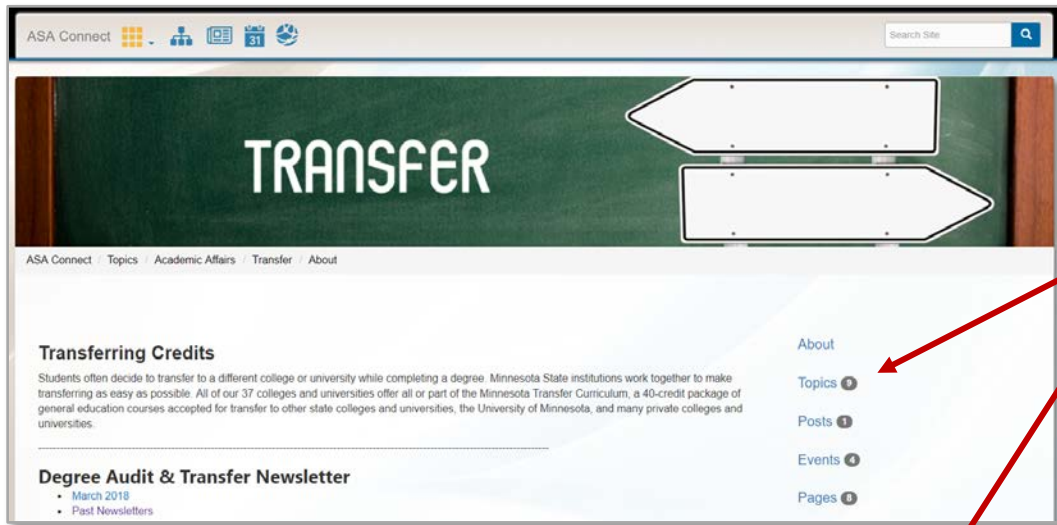 ASA Connect
31
Search Site
TRANSFER
ASA Connect / Topics / Academic Affairs / Transfer / About
Transferring Credits
Students often decide to transfer to a different college or university while completing a degree. Minnesota State institutions work together to make
transferring as easy as possible. All of our 37 colleges and universities offer all or part of the Minnesota Transfer Curriculum, a 40-credit package of
general education courses accepted for transfer to other state colleges and universities, the University of Minnesota, and many private colleges and
universities.
Degree Audit & Transfer Newsletter
• March 2018
• Past Newsletters
About
Topics 9
Posts 1
Events 4
Pages 8